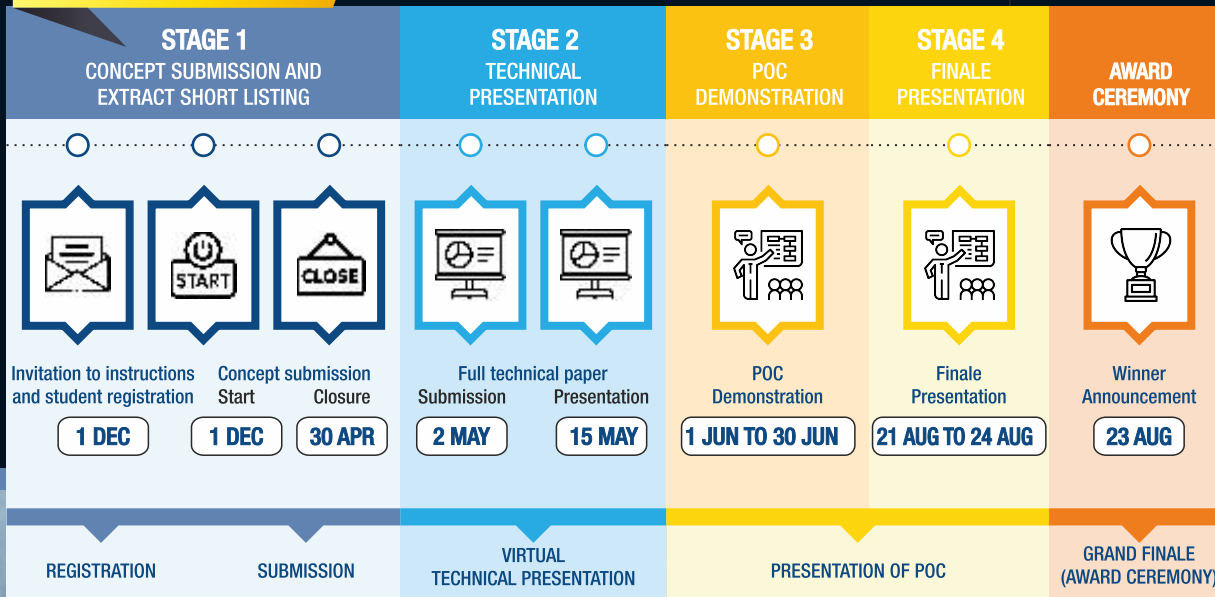 STAGE 1
CONCEPT SUBMISSION AND
EXTRACT SHORT LISTING
STAGE 2
TECHNICAL
PRESENTATION
STAGE 3
POC
DEMONSTRATION
STAGE 4
FINALE
PRESENTATION
AWARD
CEREMONY
START
CLOSE
Invitation to instructions
and student registration
1 DEC
Concept submission
Start Closure
1 DEC 30 APR
Full technical paper
Submission Presentation
2 MAY 15 MAY
POC
Demonstration
1 JUN TO 30 JUN
Finale
Presentation
21 AUG TO 24 AUG
Winner
Announcement
23 AUG
REGISTRATION
SUBMISSION
VIRTUAL
TECHNICAL PRESENTATION
PRESENTATION OF POC
GRAND FINALE
(AWARD CEREMONY)